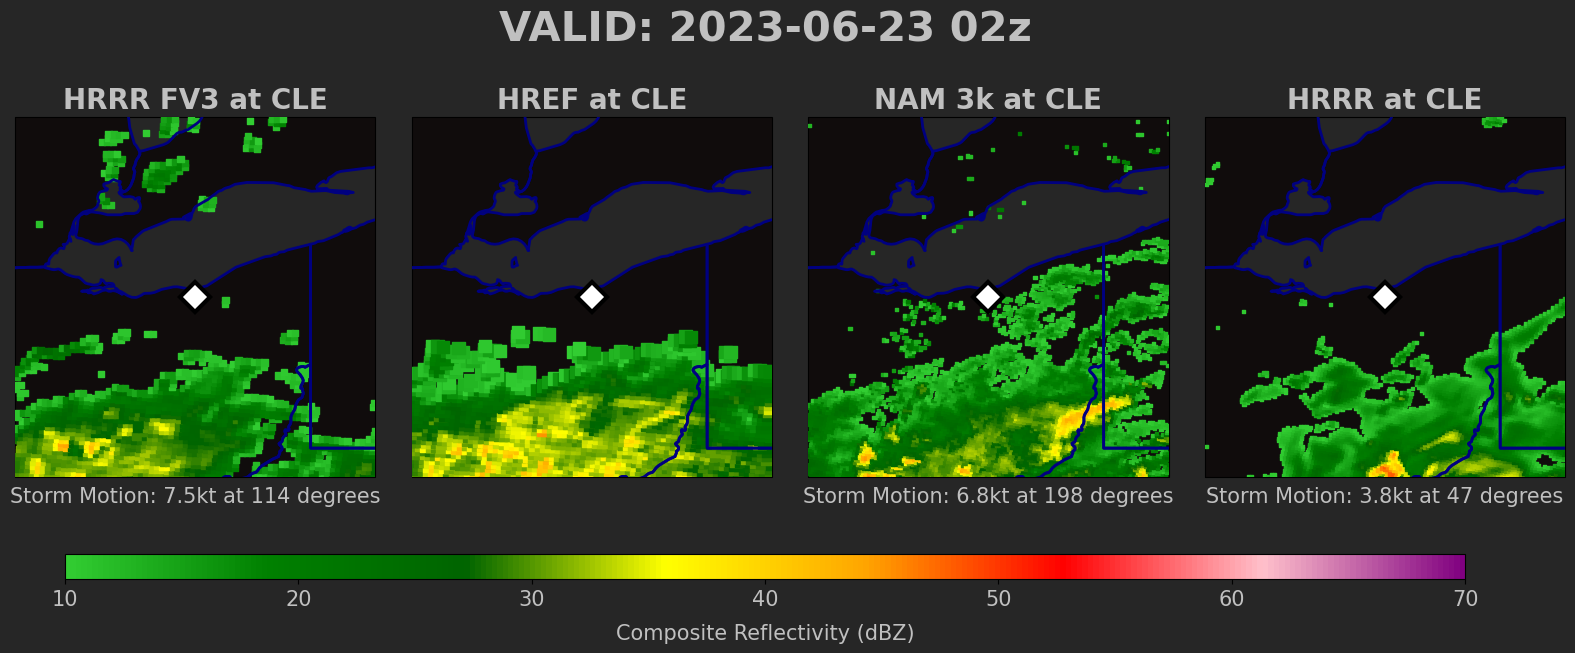 VALID: 2023-06-23 02z
HRRR FV3 at CLE
HREF at CLE
NAM 3k at CLE
HRRR at CLE
Storm Motion: 7.5kt at 114 degrees
Storm Motion: 6.8kt at 198 degrees
Storm Motion: 3.8kt at 47 degrees
10 20 30 40 50 60 70
Composite Reflectivity (dBZ)